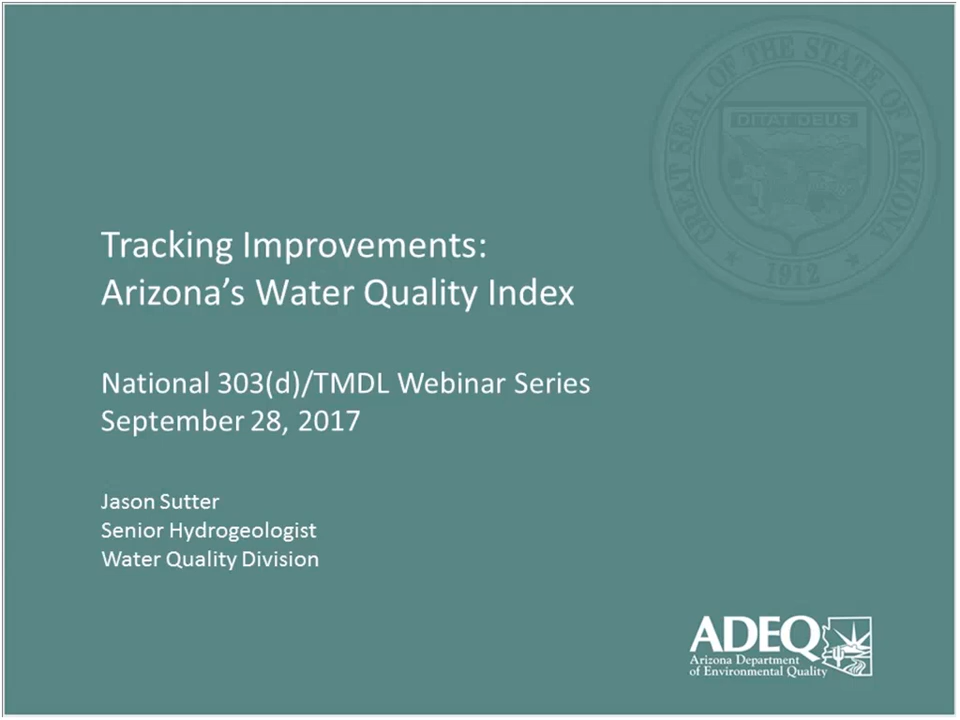 GREAT SEAL OF THE STATE OF ARIZONA
DITAT DEUS
1912
Tracking Improvements:
Arizona's Water Quality Index
National 303(d)/TMDL Webinar Series
September 28, 2017
Jason Sutter
Senior Hydrogeologist
Water Quality Division
ADEQ
Arizona Department
of Environmental Quality